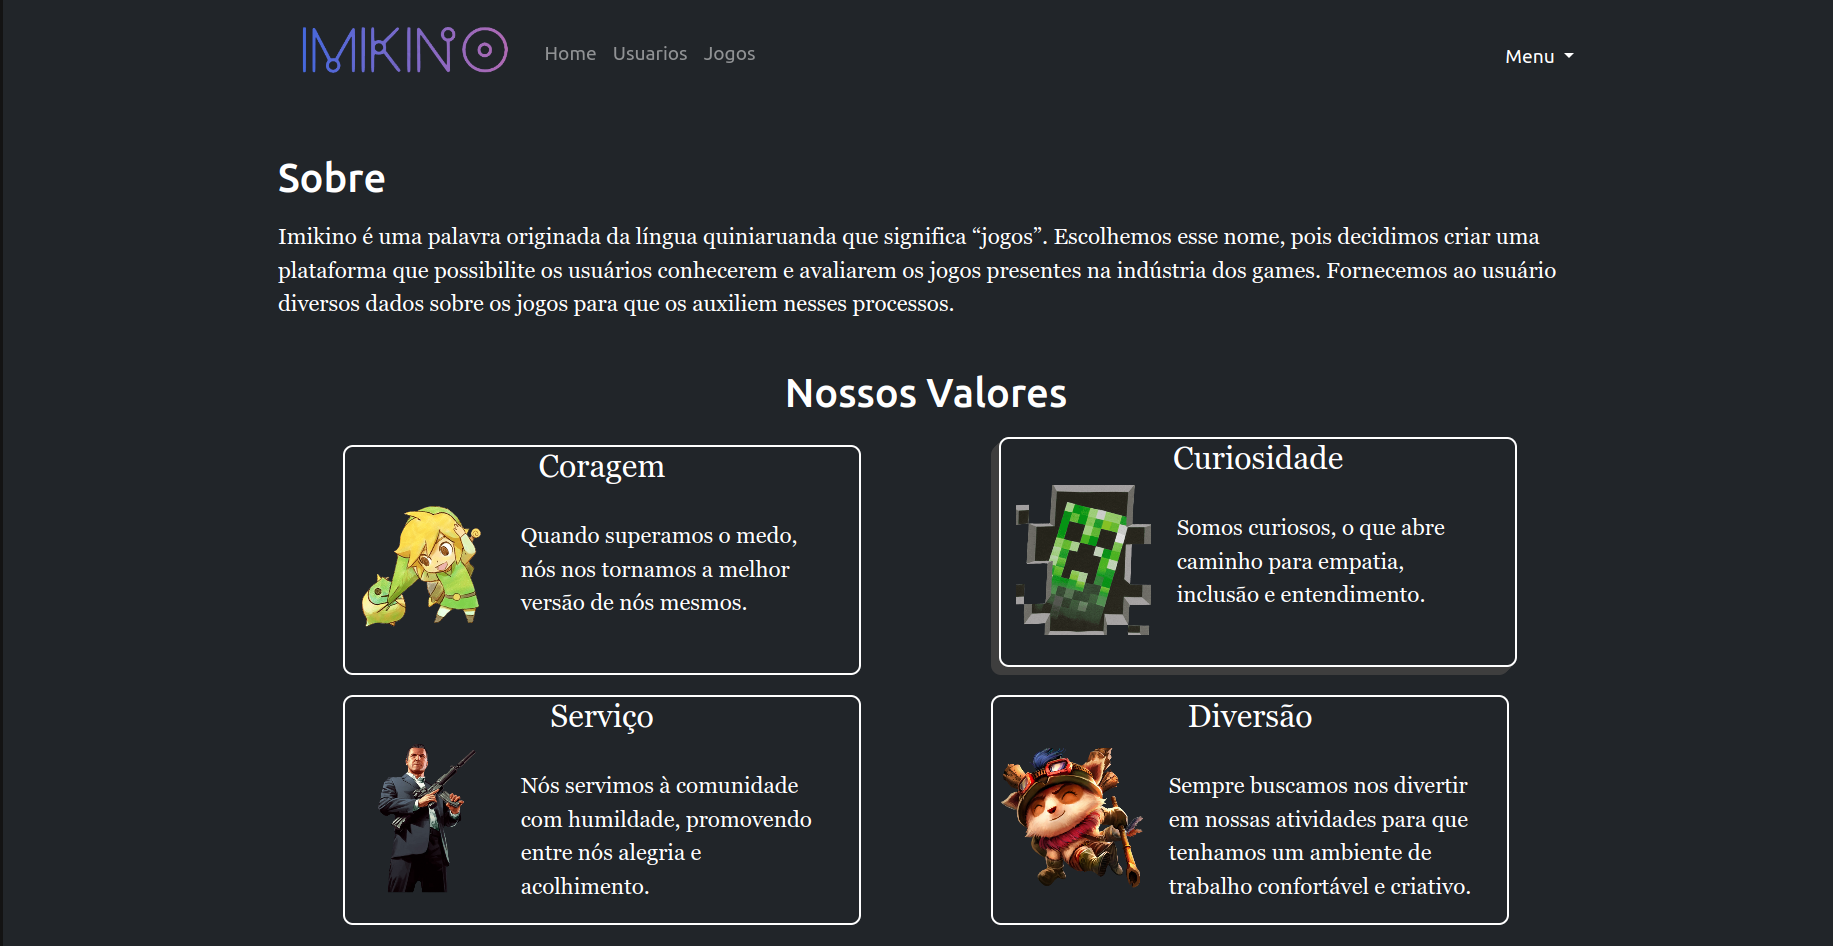 IMIKINO Home Usuarios Jogos Menu
Sobre
Imikino é uma palavra originada da língua quiniaruanda que significa “jogos”. Escolhemos esse nome, pois decidimos criar uma
plataforma que possibilite os usuários conhecerem e avaliarem os jogos presentes na indústria dos games. Fornecemos ao usuário
diversos dados sobre os jogos para que os auxiliem nesses processos.
Nossos Valores
Coragem
Quando superamos o medo,
nós nos tornamos a melhor
versão de nós mesmos.
Curiosidade
Somos curiosos, o que abre
caminho para empatia,
inclusão e entendimento.
Serviço
Nós servimos à comunidade
com humildade, promovendo
entre nós alegria e
acolhimento.
Diversão
Sempre buscamos nos divertir
em nossas atividades para que
tenhamos um ambiente de
trabalho confortável e criativo.